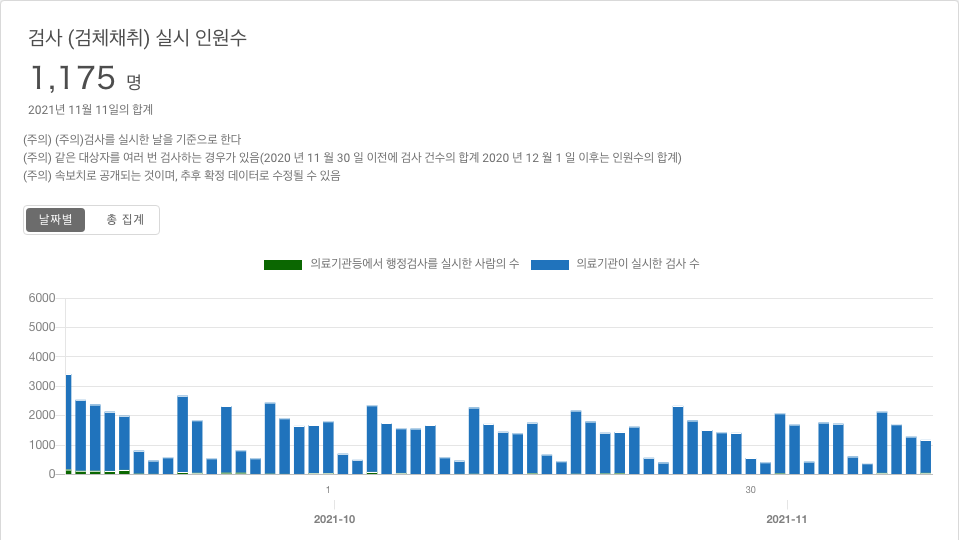 검사 (검체채취) 실시 인원수
1,175 명
2021년 11월 11일의 합계
(주의) (주의)검사를 실시한 날을 기준으로 한다
(주의) 같은 대상자를 여러 번 검사하는 경우가 있음(2020 년 11 월 30 일 이전에 검사 건수의 합계 2020 년 12 월 1 일 이후는 인원수의 합계)
(주의) 속보치로 공개되는 것이며, 추후 확정 데이터로 수정될 수 있음
날짜별 총 집계
의료기관등에서 행정검사를 실시한 사람의 수 의료기관이 실시한 검사 수
6000
5000
4000
3000
2000
1000
0
1 30
2021-10 2021-11